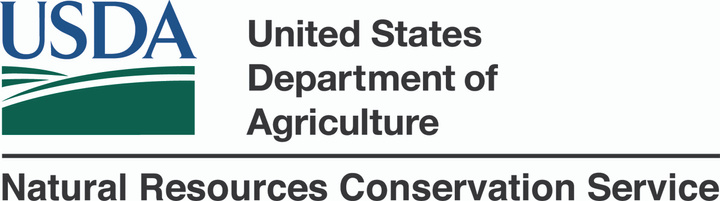 USDA
United States
Department of
Agriculture
Natural Resources Conservation Service